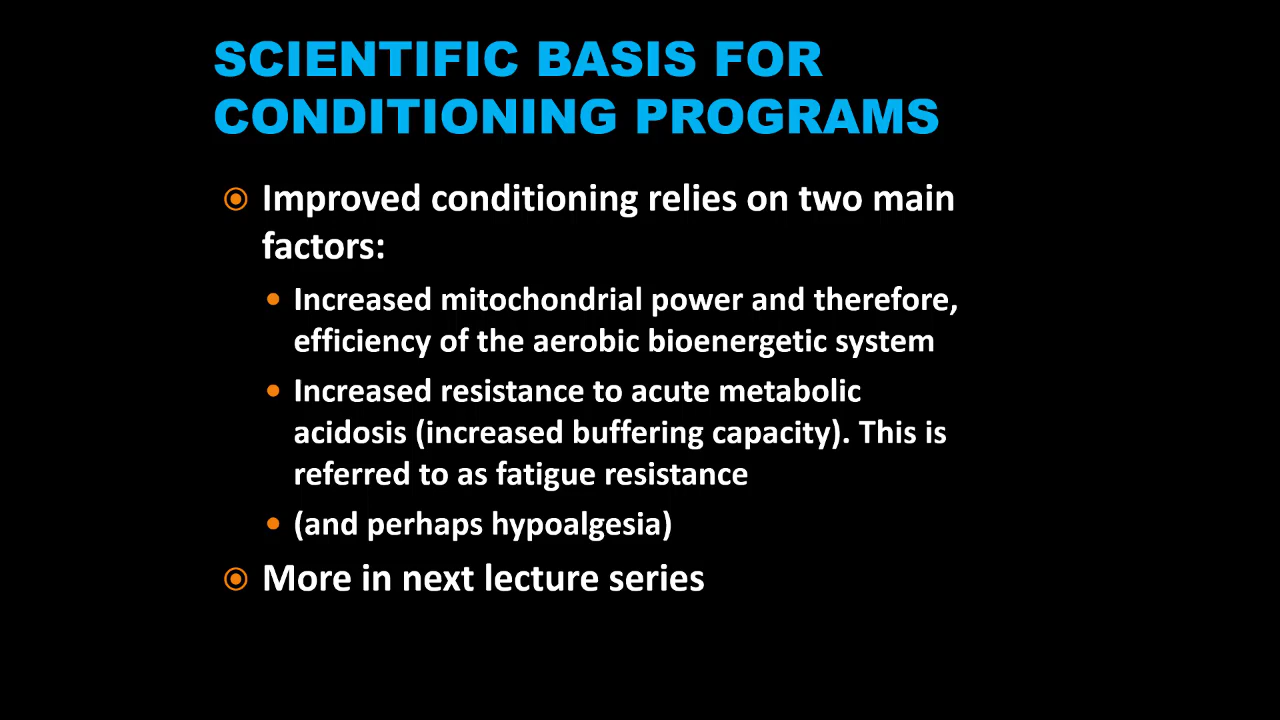 SCIENTIFIC BASIS FOR
CONDITIONING PROGRAMS
Improved conditioning relies on two main
factors:
Increased mitochondrial power and therefore,
efficiency of the aerobic bioenergetic system
Increased resistance to acute metabolic
acidosis (increased buffering capacity). This is
referred to as fatigue resistance
(and perhaps hypoalgesia)
More in next lecture series